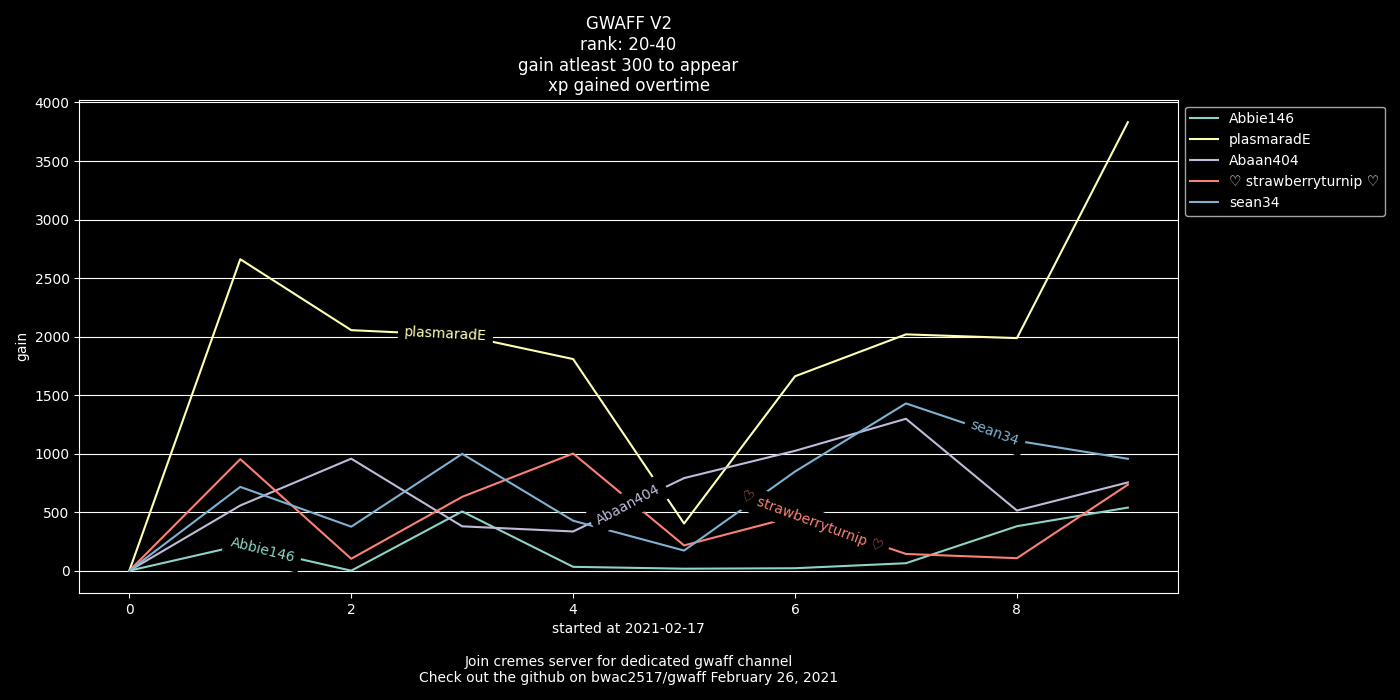 GWAFF V2
rank: 20-40
gain atleast 300 to appear
xp gained overtime
4000
3500
3000
2500
2000
1500
1000
500
0
gain
0
2
4
6
8
started at 2021-02-17
plasmaradE
Abbie146
Abaan404
♡ strawberryturnip ♡
sean34
Abbie146
plasmaradE
Abaan404
♡ strawberryturnip ♡
sean34
Join cremes server for dedicated gwaff channel
Check out the github on bwac2517/gwaff February 26, 2021